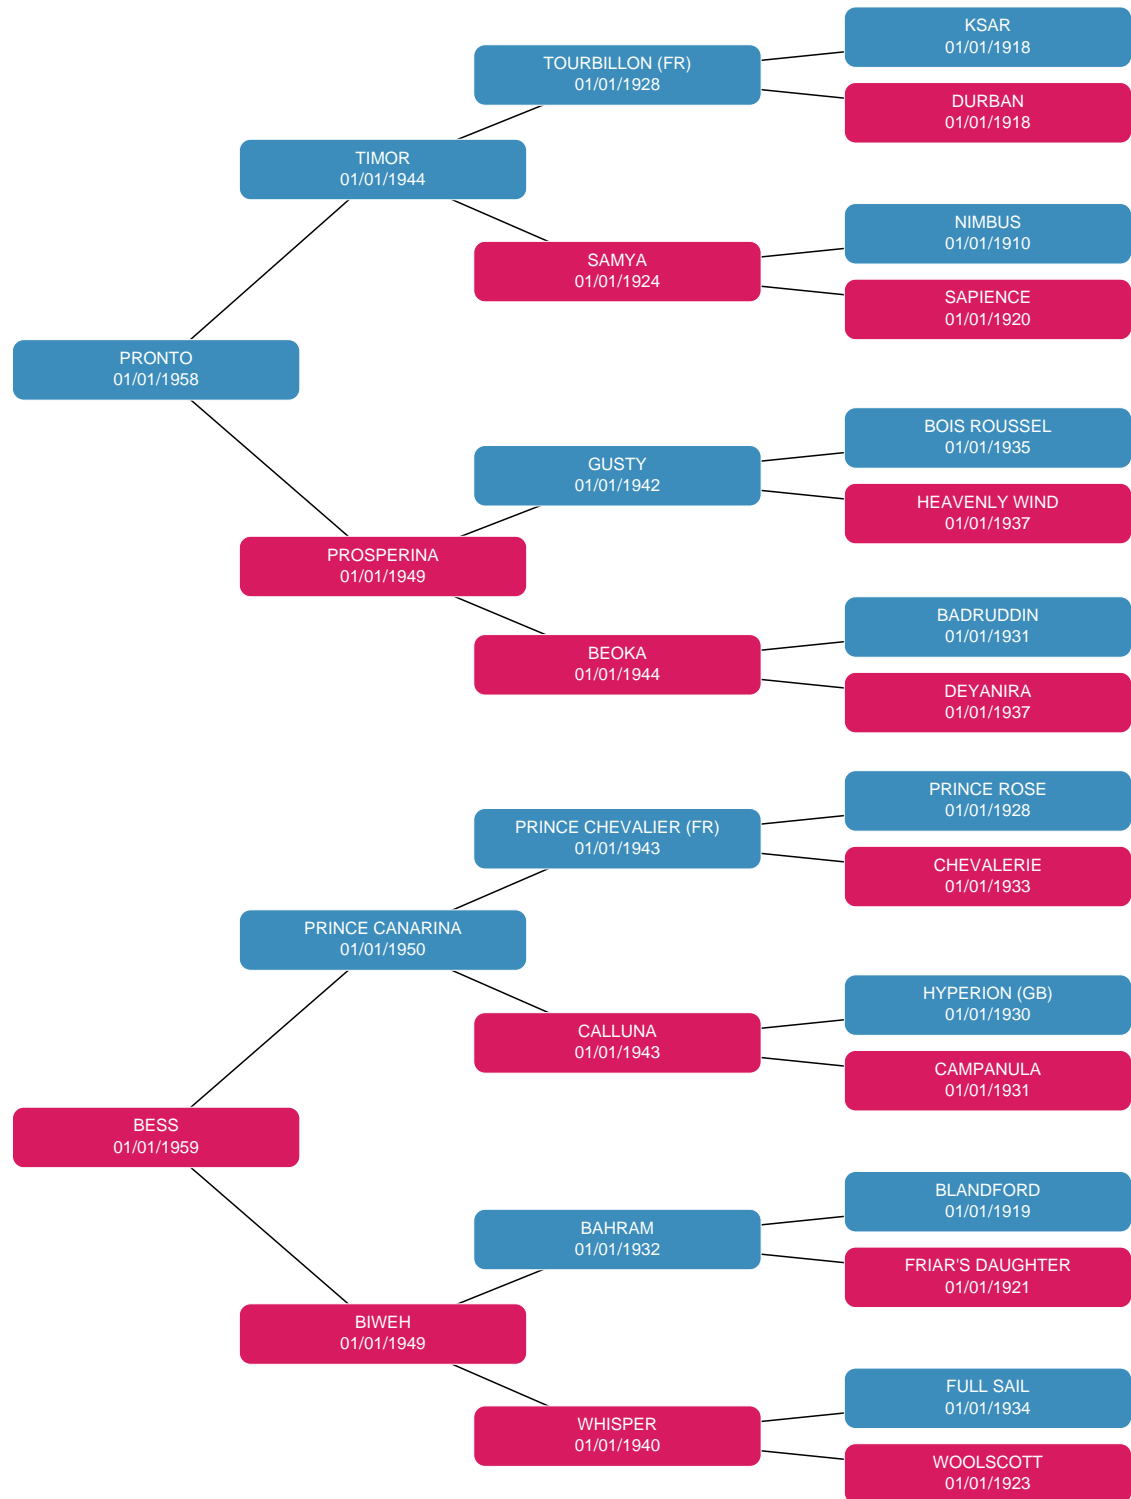 KSAR
01/01/1918
TOURBILLON (FR)
01/01/1928
DURBAN
01/01/1918
TIMOR
01/01/1944
NIMBUS
01/01/1910
SAMYA
01/01/1924
SAPIENCE
01/01/1920
PRONTO
01/01/1958
BOIS ROUSSEL
01/01/1935
GUSTY
01/01/1942
HEAVENLY WIND
01/01/1937
PROSPERINA
01/01/1949
BADRUDDIN
01/01/1931
BEOKA
01/01/1944
DEYANIRA
01/01/1937
PRINCE ROSE
01/01/1928
PRINCE CHEVALIER (FR)
01/01/1943
CHEVALERIE
01/01/1933
PRINCE CANARINA
01/01/1950
HYPERION (GB)
01/01/1930
CALLUNA
01/01/1943
CAMPANULA
01/01/1931
BESS
01/01/1959
BLANDFORD
01/01/1919
BAHRAM
01/01/1932
FRIAR'S DAUGHTER
01/01/1921
BIWEH
01/01/1949
FULL SAIL
01/01/1934
WHISPER
01/01/1940
WOOLSCOTT
01/01/1923